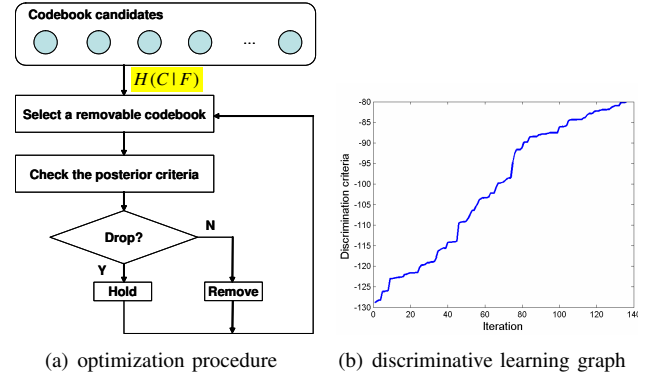 Codebook candidates
...
H(C | F)
Select a removable codebook
Check the posterior criteria
Drop?
N
Y
Hold
Remove
(a) optimization procedure
-80
-85
-90
-95
-100
-105
-110
-115
-120
-125
-130
Discrimination criteria
0 20 40 60 80 100 120 140
Iteration
(b) discriminative learning graph